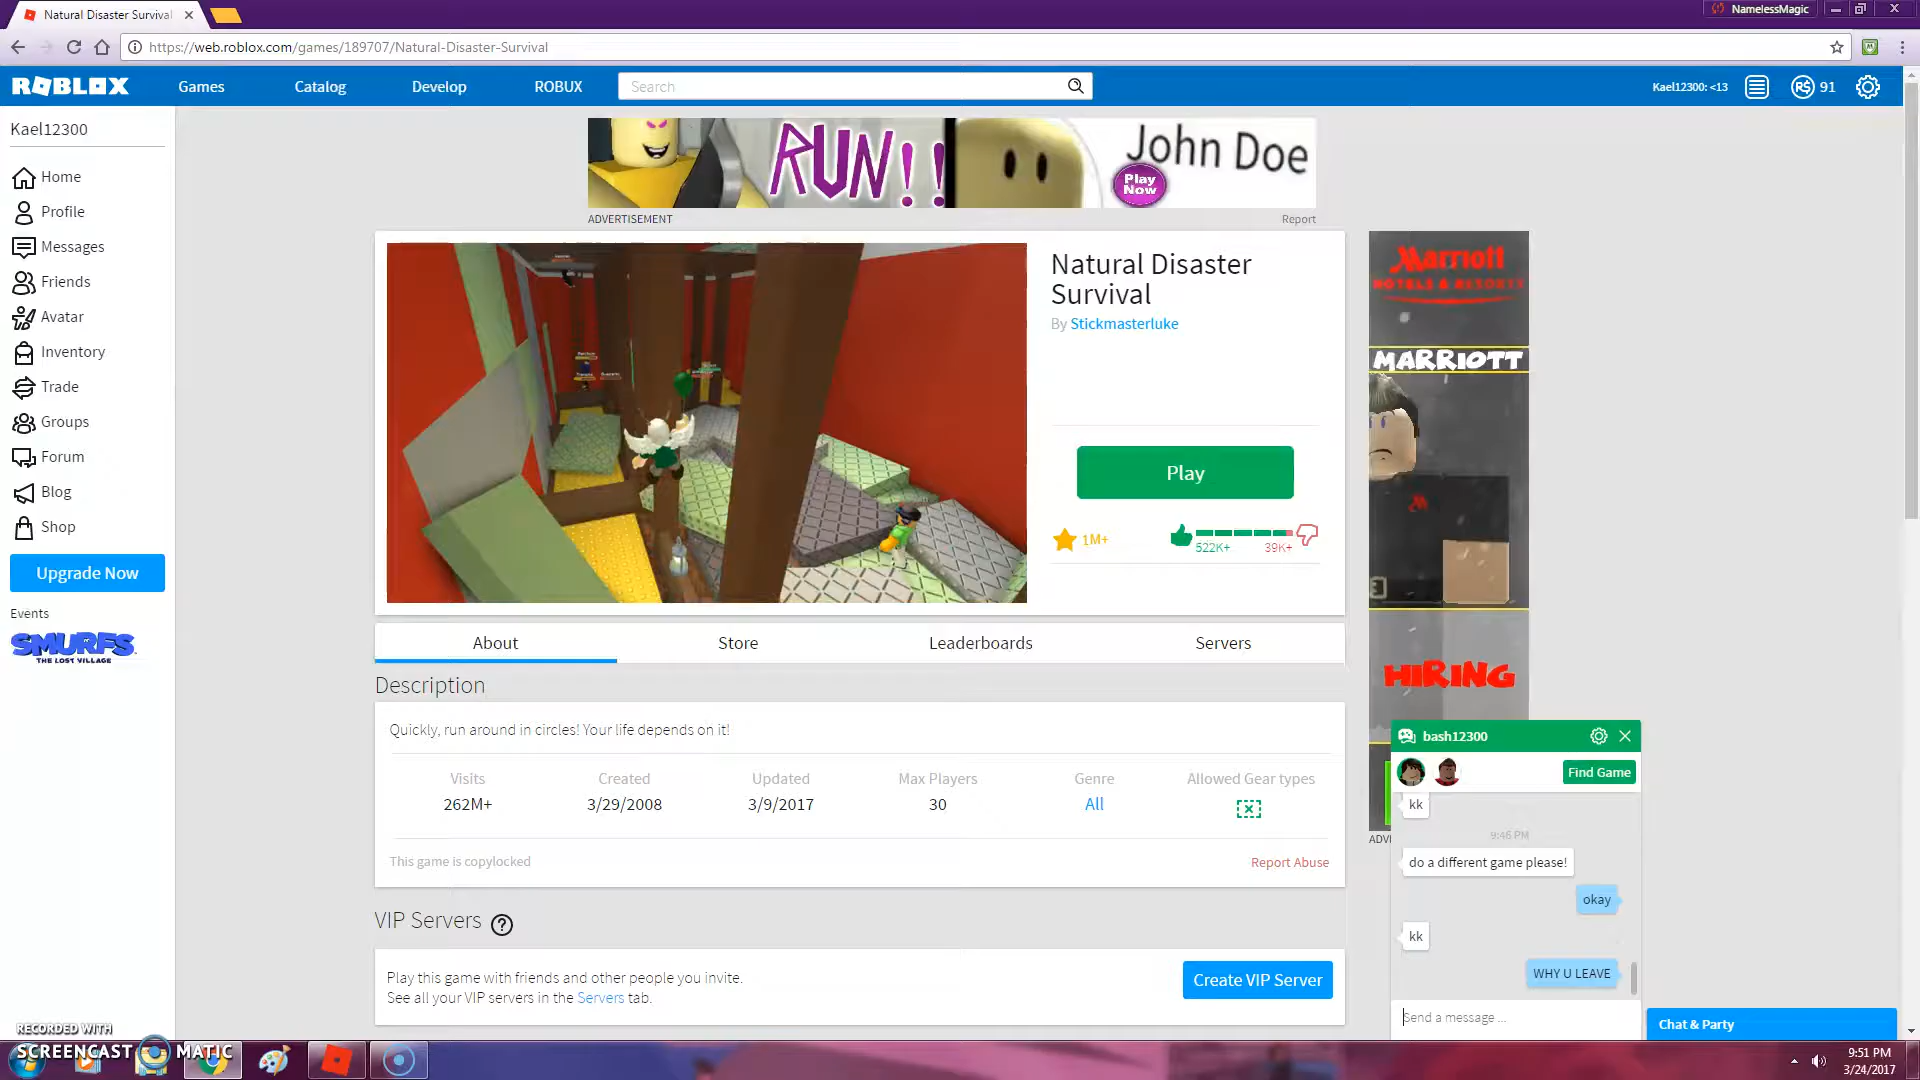 Natural Disaster Survival
NamelessMagic
https://web.roblox.com/games/189707/Natural-Disaster-Survival
ROBLOX
Games
Catalog
Develop
ROBUX
Search
Kael12300: <13
R$ 91
Kael12300
Home
Profile
Messages
Friends
Avatar
Inventory
Trade
Groups
Forum
Blog
Shop
Upgrade Now
Events
SMURFS
THE LOST VILLAGE
RUN!!
John Doe
Play Now
ADVERTISEMENT
Report
Natural Disaster
Survival
By Stickmasterluke
Play
1M+
522K+
39K+
Marriott
HOTELS & RESORTS
MARRIOTT
HIRING
About
Store
Leaderboards
Servers
Description
Quickly, run around in circles! Your life depends on it!
Visits
Created
Updated
Max Players
Genre
Allowed Gear types
262M+
3/29/2008
3/9/2017
30
All
This game is copylocked
Report Abuse
VIP Servers
Play this game with friends and other people you invite.
See all your VIP servers in the Servers tab.
Create VIP Server
ADV
bash12300
Find Game
kk
9:46 PM
do a different game please!
okay
kk
WHY U LEAVE
Send a message ...
Chat & Party
RECORDED WITH
SCREENCAST MATIC
9:51 PM
3/24/2017